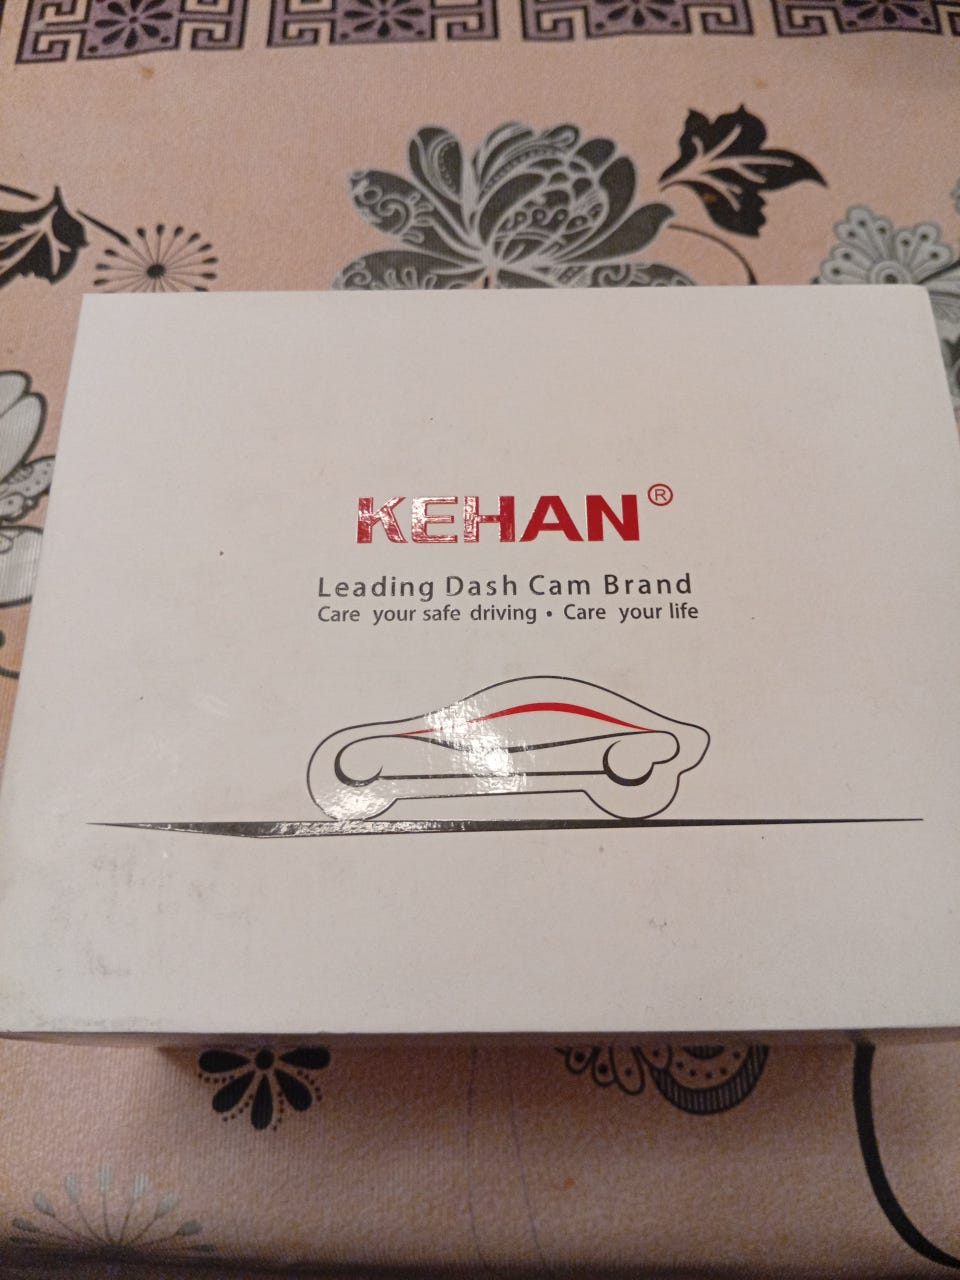 KEHAN®
Leading Dash Cam Brand
Care your safe driving • Care your life